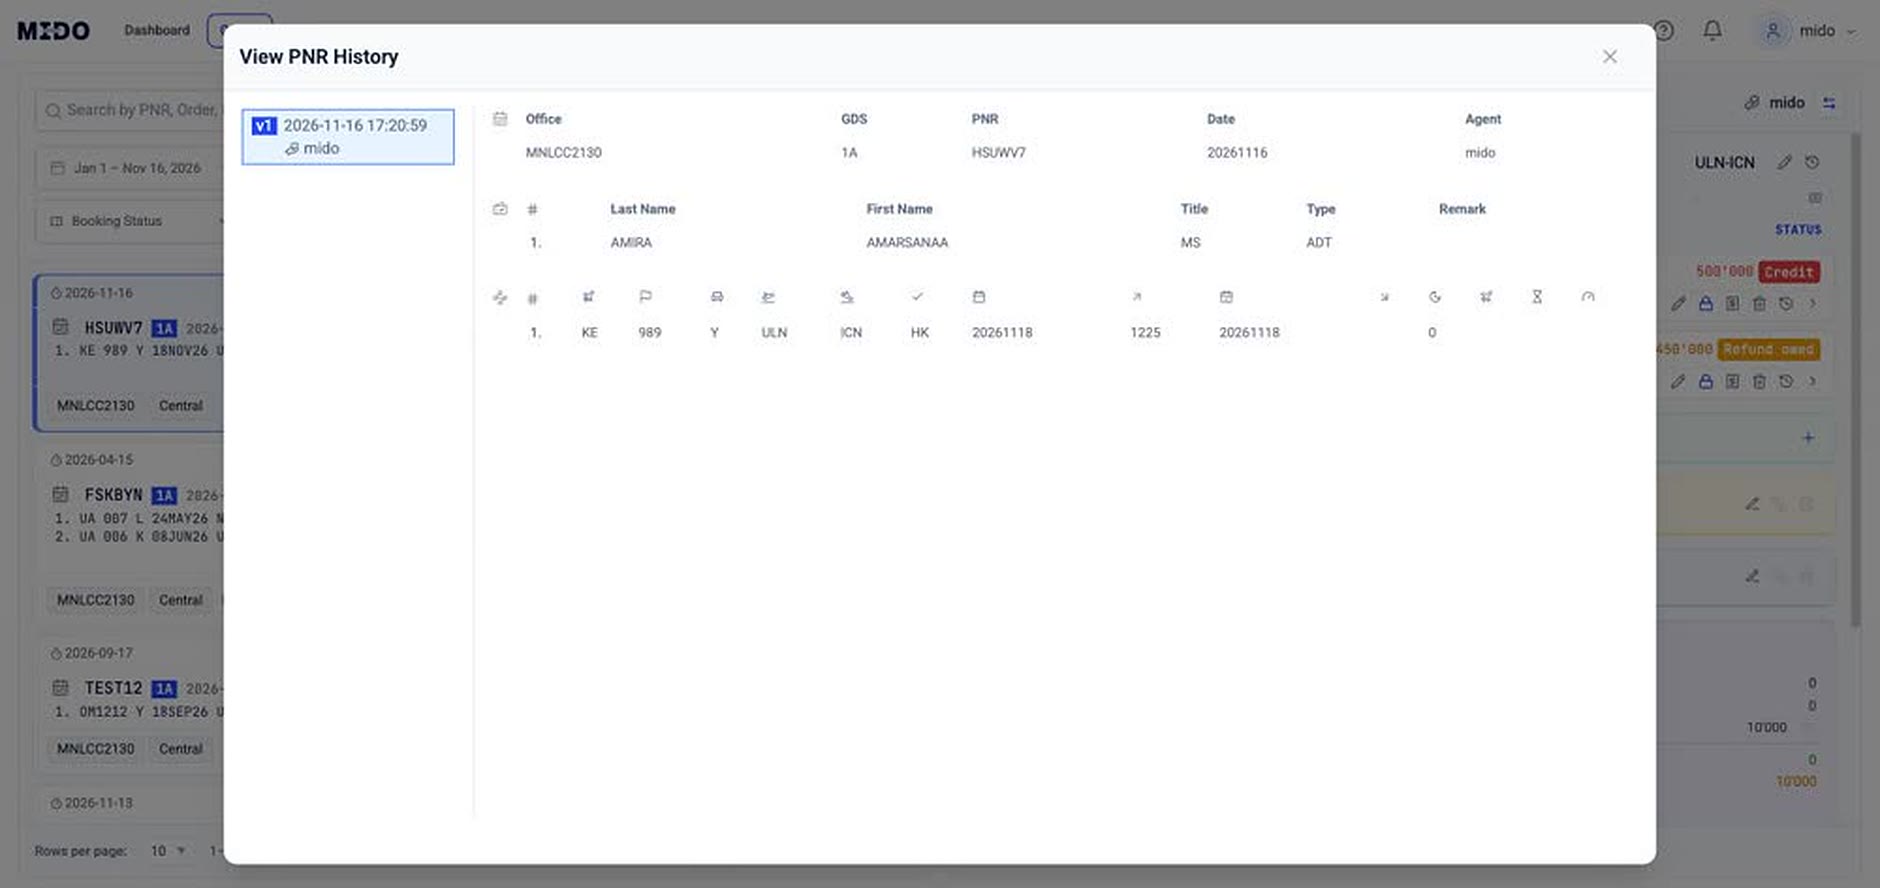 MIDO Dashboard mido
View PNR History
Search by PNR, Order,
mido
Jan 1 – Nov 16, 2026
Booking Status
v1 2026-11-16 17:20:59
mido
Office GDS PNR Date Agent
MNLCC2130 1A HSUWV7 20261116 mido
# Last Name First Name Title Type Remark
1. AMIRA AMARSANAA MS ADT
#
1. KE 989 Y ULN ICN HK 20261118 1225 20261118 0
2026-11-16
HSUWV7 1A 2026-
1. KE 989 Y 18NOV26 U
MNLCC2130 Central
2026-04-15
FSKBYN 1A 2026-
1. UA 007 L 24MAY26 N
2. UA 006 K 08JUN26 U
MNLCC2130 Central
2026-09-17
TEST12 1A 2026-
1. OM1212 Y 18SEP26 U
MNLCC2130 Central
2026-11-13
Rows per page: 10 1-
ULN-ICN
STATUS
500'000 Credit
450'000 Refund owed
0
0
10'000
0
10'000